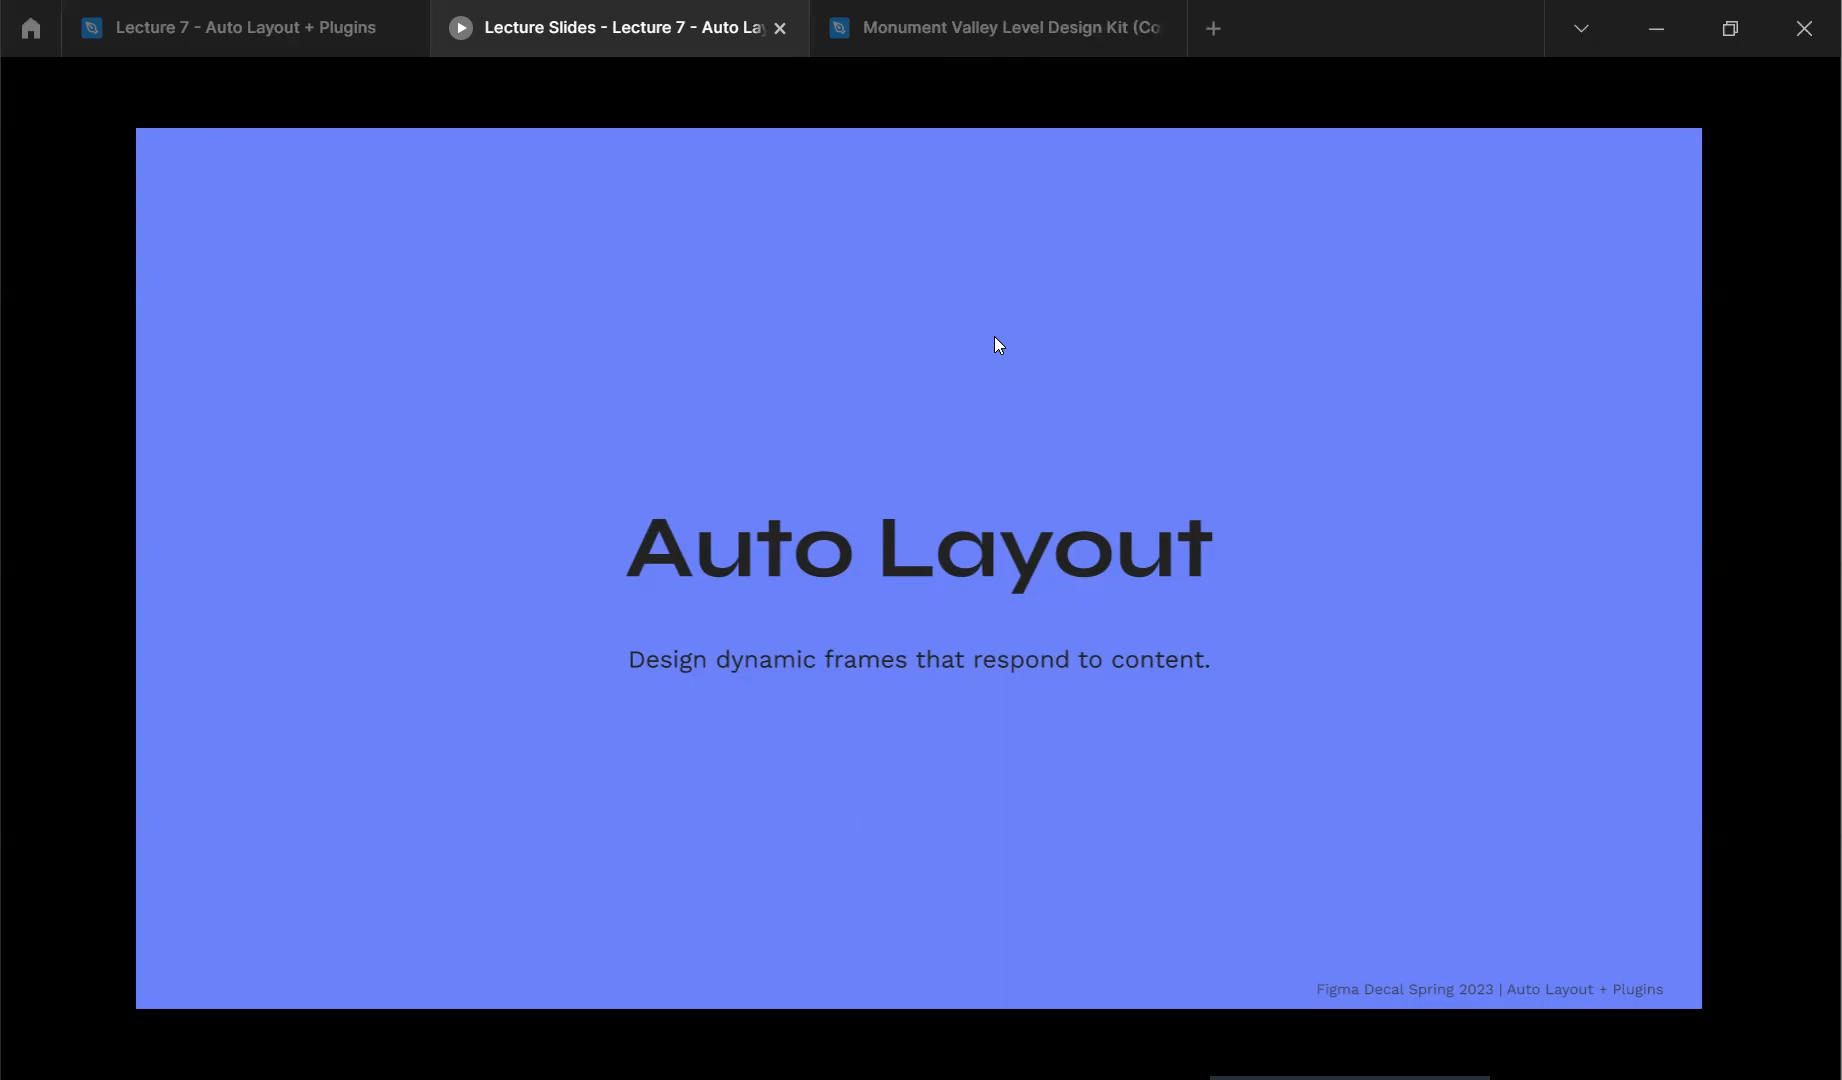 Lecture 7 - Auto Layout + Plugins
Lecture Slides - Lecture 7 - Auto La
Monument Valley Level Design Kit (Co
Auto Layout
Design dynamic frames that respond to content.
Figma Decal Spring 2023 | Auto Layout + Plugins